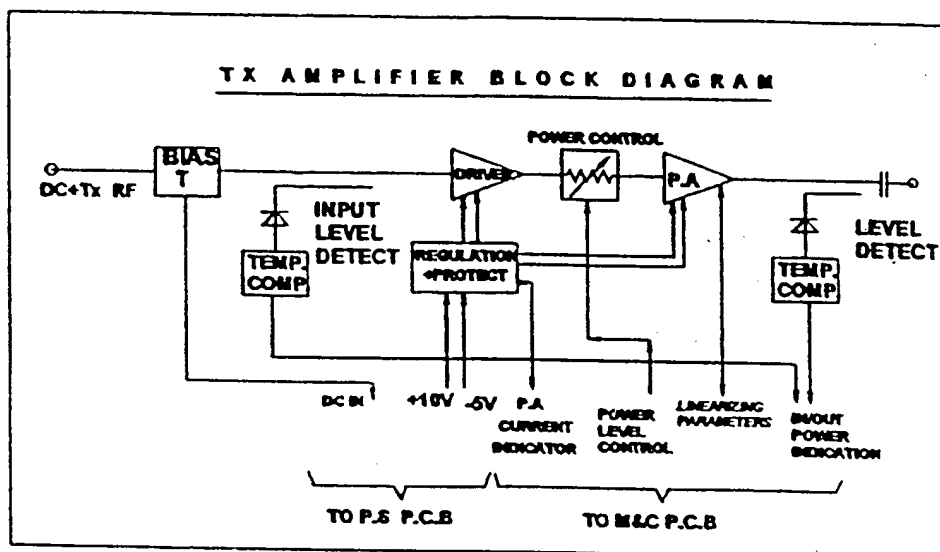 TX AMPLIFIER BLOCK DIAGRAM
POWER CONTROL
BIAS
T
DRIVER
P.A
DC+Tx RF
INPUT
LEVEL
DETECT
LEVEL
DETECT
TEMP.
COMP
REGULATION
+PROTECT
TEMP.
COMP
DC IN
+10V
-5V
P.A
CURRENT
INDICATOR
POWER
LEVEL
CONTROL
LINEARIZING
PARAMETERS
IN/OUT
POWER
INDICATION
TO P.S P.C.B
TO M&C P.C.B